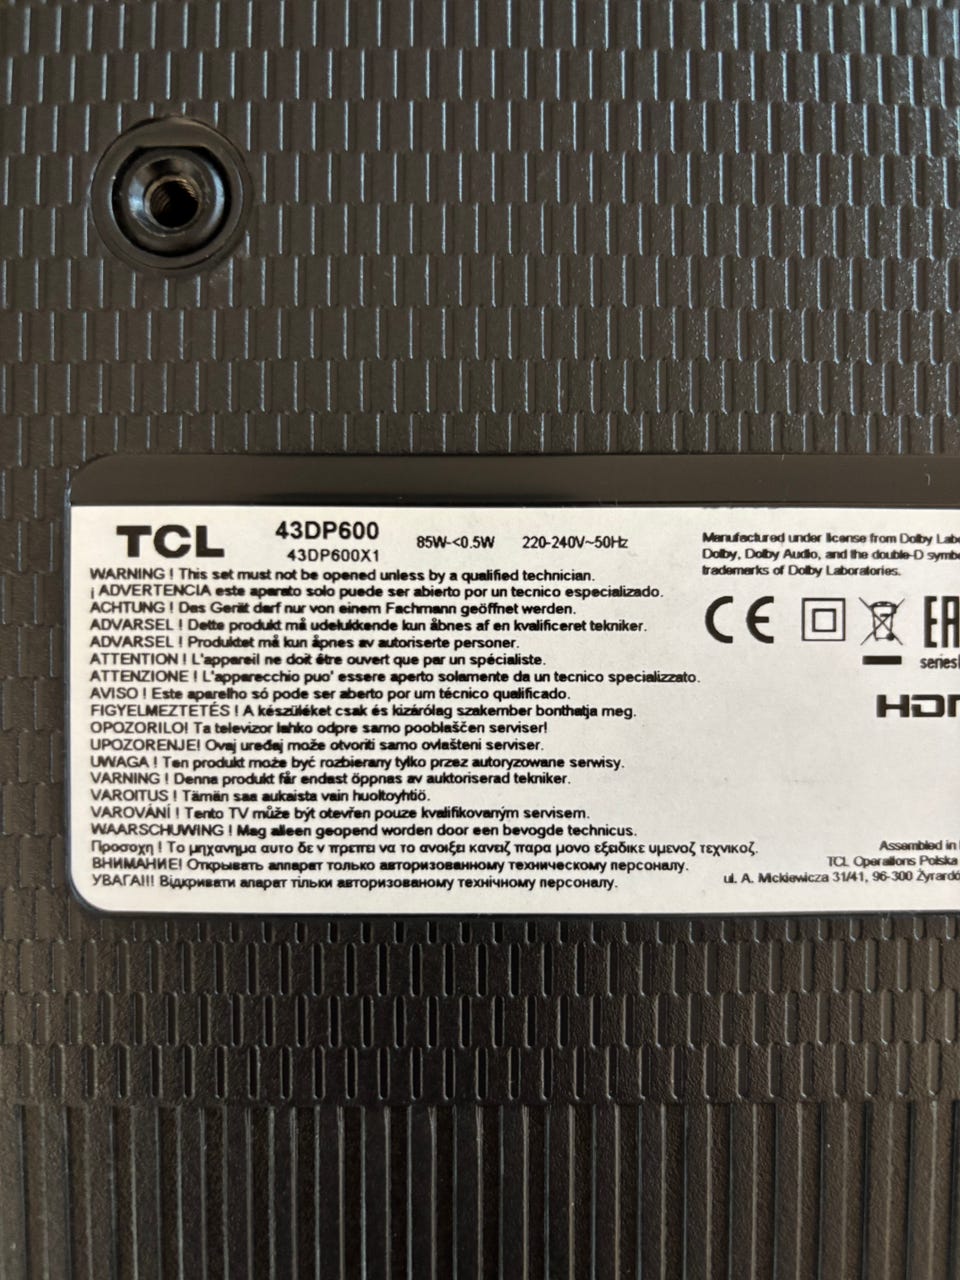 TCL
43DP600
43DP600X1
85W-<0.5W
220-240V~50Hz
WARNING ! This set must not be opened unless by a qualified technician.
¡ ADVERTENCIA este aparato solo puede ser abierto por un tecnico especializado.
ACHTUNG ! Das Gerät darf nur von einem Fachmann geöffnet werden.
ADVARSEL ! Dette produkt må udelukkende kun åbnes af en kvalificeret tekniker.
ADVARSEL ! Produktet må kun åpnes av autoriserte personer.
ATTENTION ! L'appareil ne doit être ouvert que par un spécialiste.
ATTENZIONE ! L'apparecchio puo' essere aperto solamente da un tecnico specializzato.
AVISO ! Este aparelho só pode ser aberto por um técnico qualificado.
FIGYELMEZTETÉS ! A készüléket csak és kizárólag szakember bonthatja meg.
OPOZORILO! Ta televizor lahko odpre samo pooblaščen serviser!
UPOZORENJE! Ovaj uređaj može otvoriti samo ovlašteni serviser.
UWAGA ! Ten produkt może być rozbierany tylko przez autoryzowane serwisy.
VARNING ! Denna produkt får endast öppnas av auktoriserad tekniker.
VAROITUS ! Tämän saa aukaista vain huoltoyhtiö.
VAROVÁNÍ ! Tento TV může být otevřen pouze kvalifikovaným servisem.
WAARSCHUWING ! Mag alleen geopend worden door een bevogde technicus.
Προσοχη ! Το μηχανημα αυτο δε ν πρεπει να το ανοιξει κανεiζ παρα μονο εξειδικε υμενοζ τεχνικοζ.
ВНИМАНИЕ! Открывать аппарат только авторизованному техническому персоналу.
УВАГА!!! Відкривати апарат тільки авторизованому технічному персоналу.
Manufactured under license from Dolby
Dolby, Dolby Audio, and the double-D
trademarks of Dolby Laboratories.
CE
Assembled in
TCL Operations Polska
ul. A. Mickiewicza 31/41, 96-300